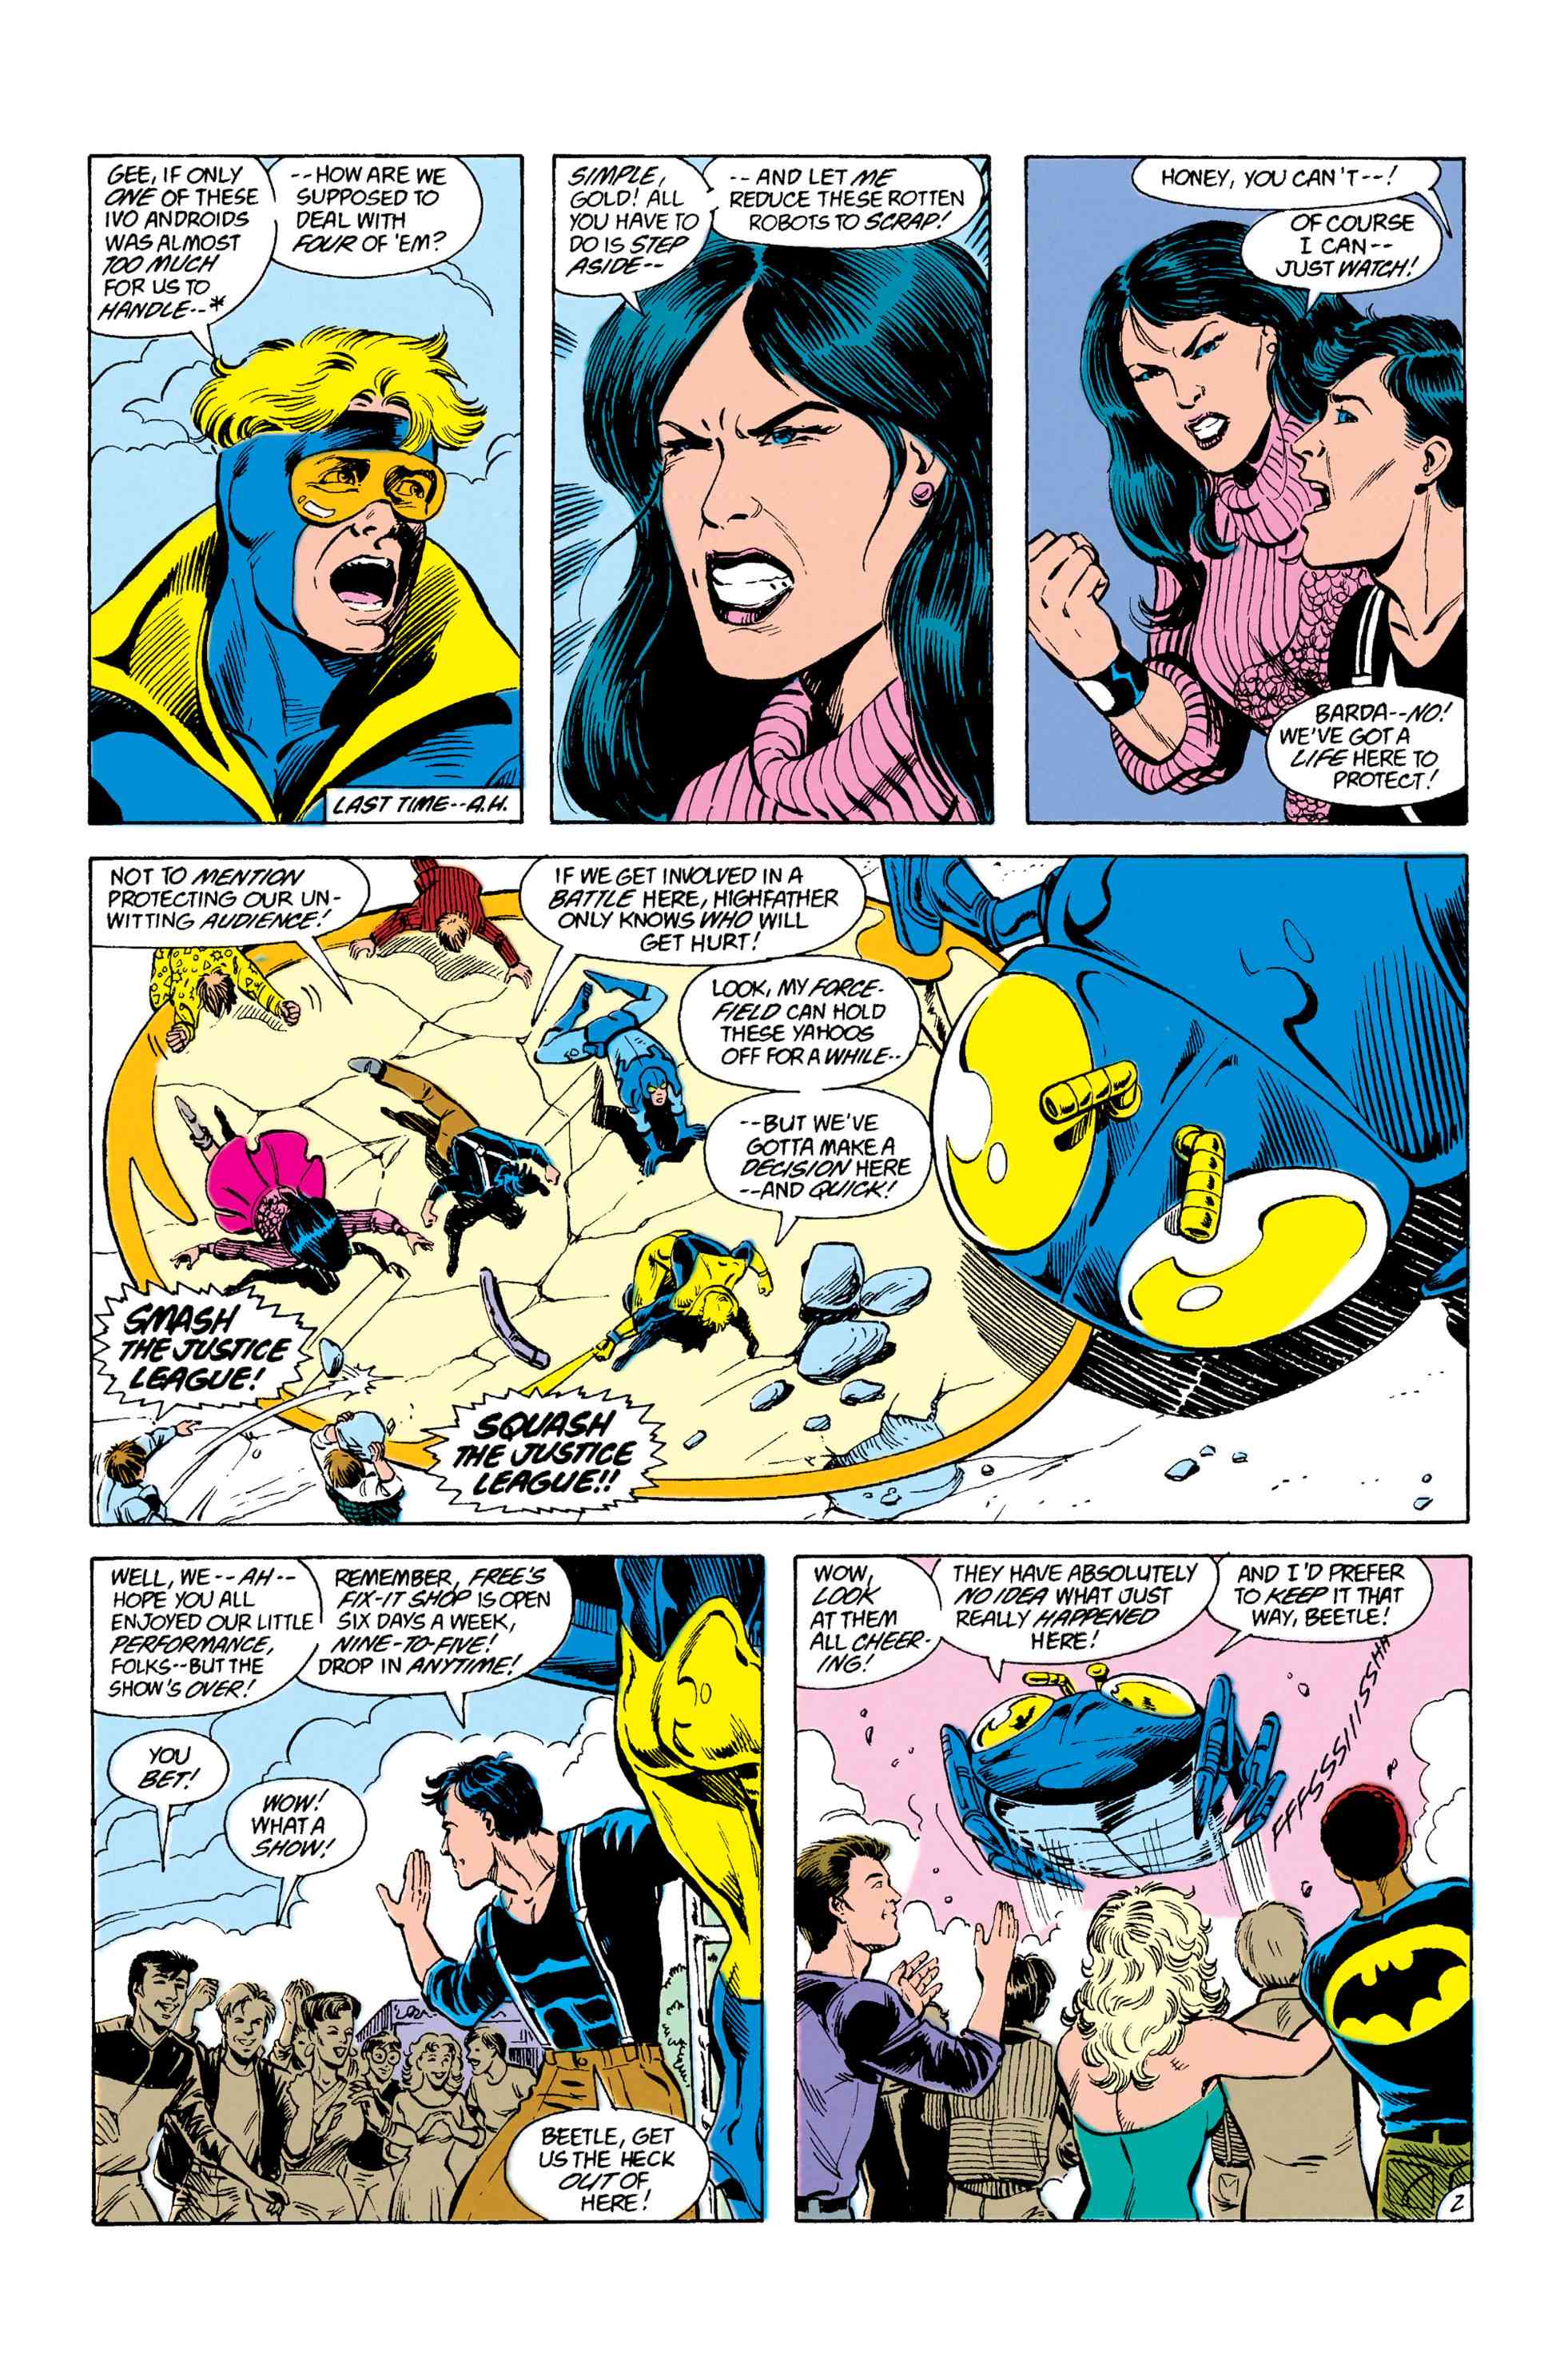 GEE, IF ONLY
ONE OF THESE
IVO ANDROIDS
WAS ALMOST
TOO MUCH
FOR US TO
HANDLE--*
--HOW ARE WE
SUPPOSED TO
DEAL WITH
FOUR OF 'EM?
LAST TIME--A.H.
SIMPLE,
GOLD! ALL
YOU HAVE TO
DO IS STEP
ASIDE--
--AND LET ME
REDUCE THESE ROTTEN
ROBOTS TO SCRAP!
HONEY, YOU CAN'T--!
OF COURSE
I CAN--
JUST WATCH!
BARDA--NO!
WE'VE GOT A
LIFE HERE TO
PROTECT!
NOT TO MENTION
PROTECTING OUR UN-
WITTING AUDIENCE!
IF WE GET INVOLVED IN A
BATTLE HERE, HIGHFATHER
ONLY KNOWS WHO WILL
GET HURT!
LOOK, MY FORCE-
FIELD CAN HOLD
THESE YAHOOS
OFF FOR A WHILE--
--BUT WE'VE
GOTTA MAKE A
DECISION HERE
--AND QUICK!
SMASH
THE JUSTICE
LEAGUE!
SQUASH
THE JUSTICE
LEAGUE!!
WELL, WE--AH--
HOPE YOU ALL
ENJOYED OUR LITTLE
PERFORMANCE,
FOLKS--BUT THE
SHOW'S OVER!
REMEMBER, FREE'S
FIX-IT SHOP IS OPEN
SIX DAYS A WEEK,
NINE-TO-FIVE!
DROP IN ANYTIME!
YOU
BET!
WOW!
WHAT A
SHOW!
BEETLE, GET
US THE HECK
OUT OF
HERE!
WOW,
LOOK
AT THEM
ALL CHEER-
ING!
THEY HAVE ABSOLUTELY
NO IDEA WHAT JUST
REALLY HAPPENED
HERE!
AND I'D PREFER
TO KEEP IT THAT
WAY, BEETLE!
FFFSSSSIIISSHH
2